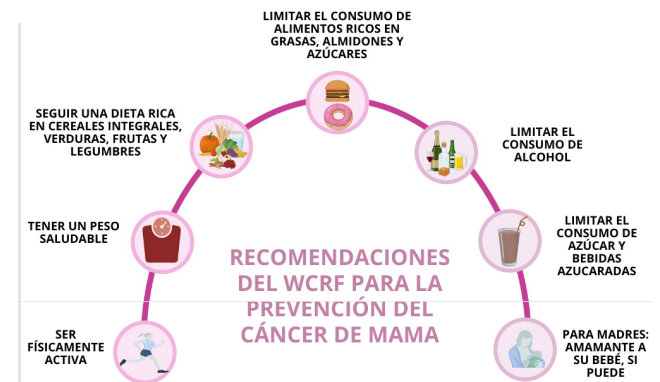 LIMITAR EL CONSUMO DE
ALIMENTOS RICOS EN
GRASAS, ALMIDONES Y
AZÚCARES
SEGUIR UNA DIETA RICA
EN CEREALES INTEGRALES,
VERDURAS, FRUTAS Y
LEGUMBRES
LIMITAR EL
CONSUMO DE
ALCOHOL
TENER UN PESO
SALUDABLE
LIMITAR EL
CONSUMO DE
AZÚCAR Y
BEBIDAS
AZUCARADAS
RECOMENDACIONES
DEL WCRF PARA LA
PREVENCIÓN DEL
CÁNCER DE MAMA
SER
FÍSICAMENTE
ACTIVA
PARA MADRES:
AMAMANTE A
SU BEBÉ, SI
PUEDE